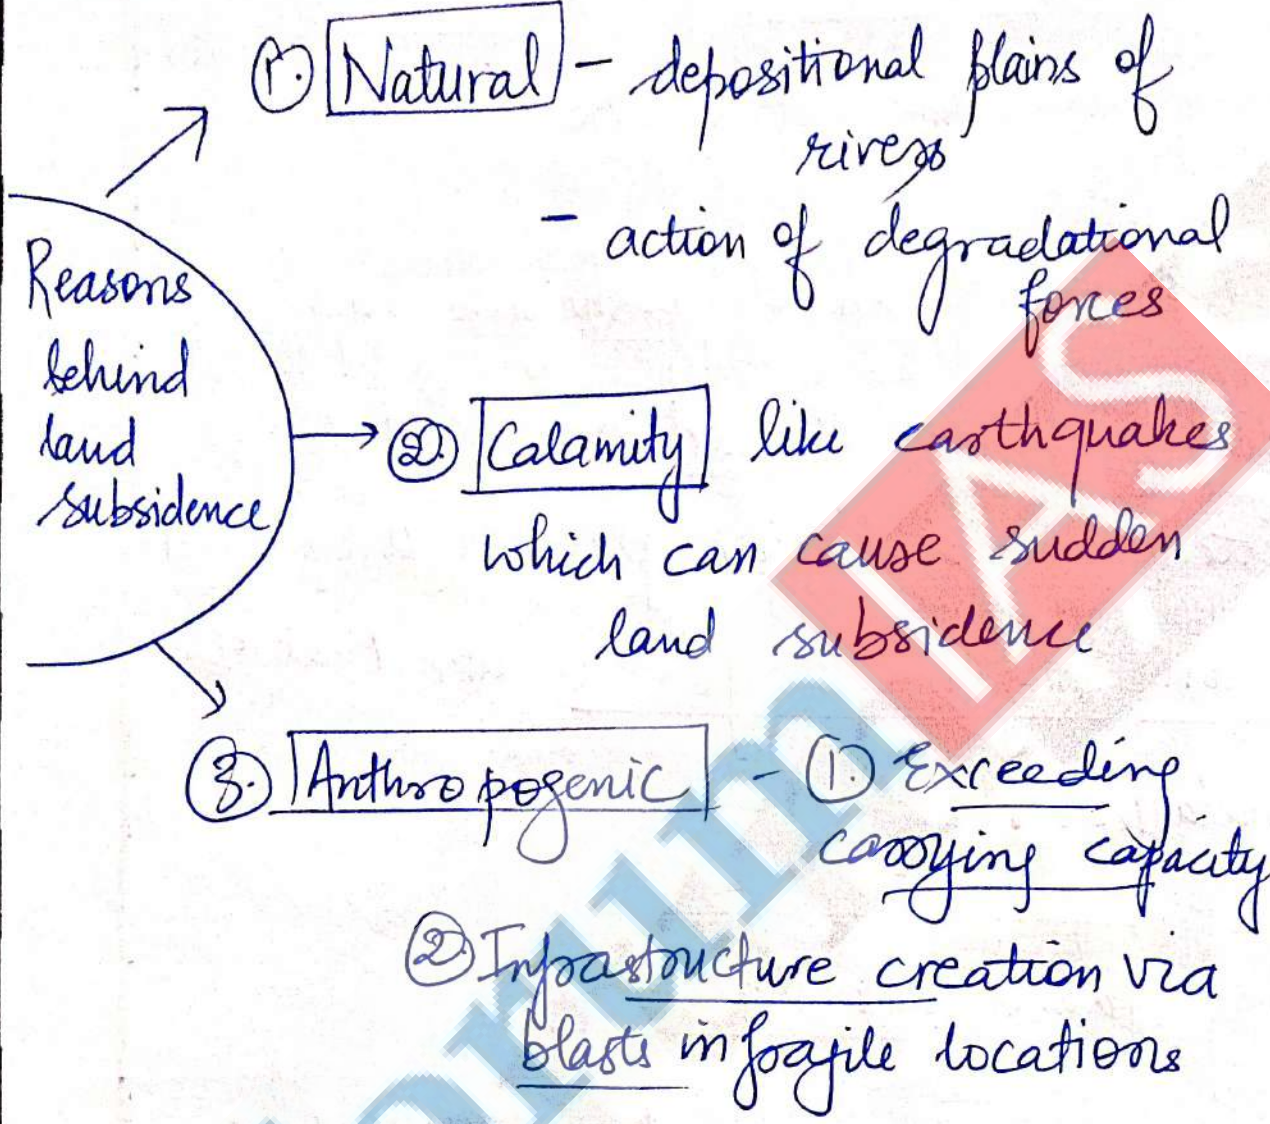 Reasons
behind
land
subsidence
1. Natural - depositional plains of
rivers
- action of degradational
forces
2. Calamity like earthquakes
which can cause sudden
land subsidence
3. Anthropogenic - 1. Exceeding
carrying capacity
2. Infrastructure creation via
blasts in fragile locations
IAS
orum